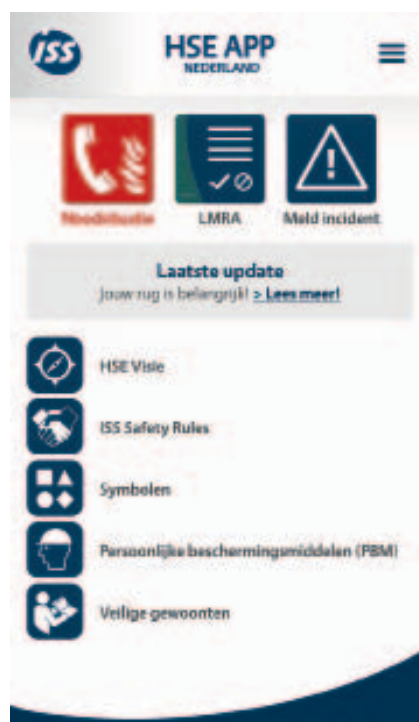 ISS
HSE APP
NEDERLAND
Noodsituatie
LMRA
Meld incident
Laatste update
Jouw rug is belangrijk! > Lees meer!
HSE Visie
ISS Safety Rules
Symbolen
Persoonlijke beschermingsmiddelen (PBM)
Veilige gewoonten